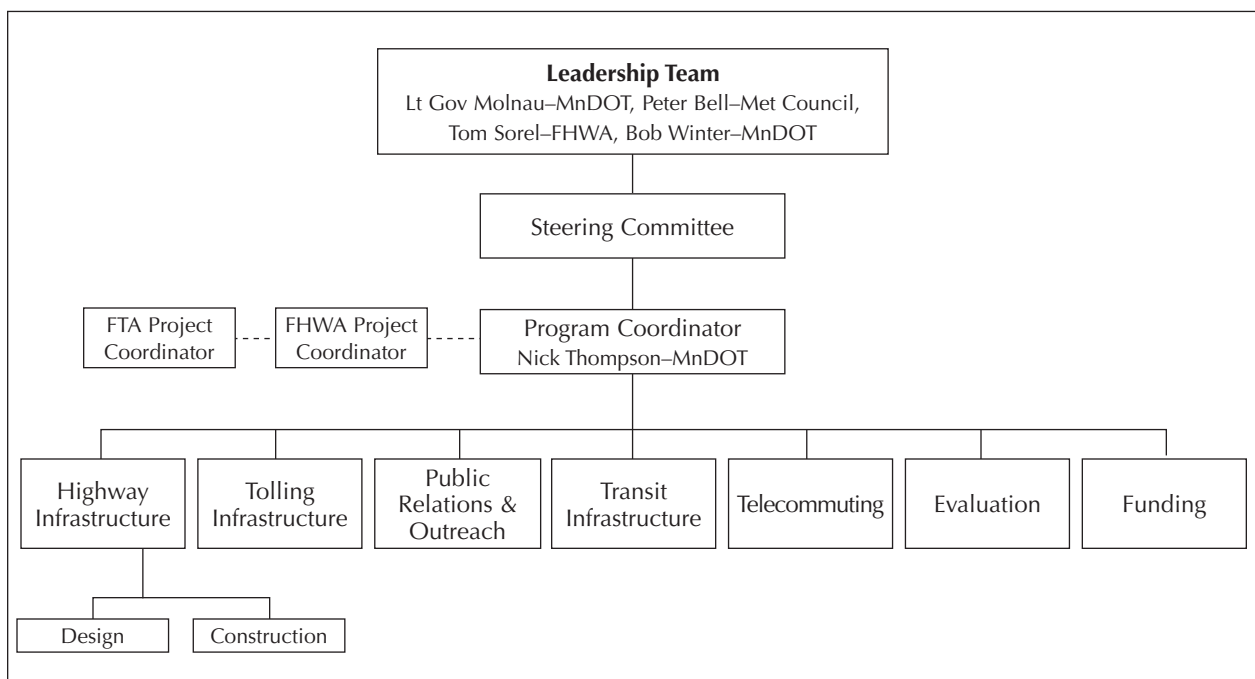 Leadership Team
Lt Gov Molnau–MnDOT, Peter Bell–Met Council,
Tom Sorel–FHWA, Bob Winter–MnDOT
Steering Committee
FTA Project
Coordinator
FHWA Project
Coordinator
Program Coordinator
Nick Thompson–MnDOT
Highway
Infrastructure
Tolling
Infrastructure
Public
Relations &
Outreach
Transit
Infrastructure
Telecommuting
Evaluation
Funding
Design
Construction